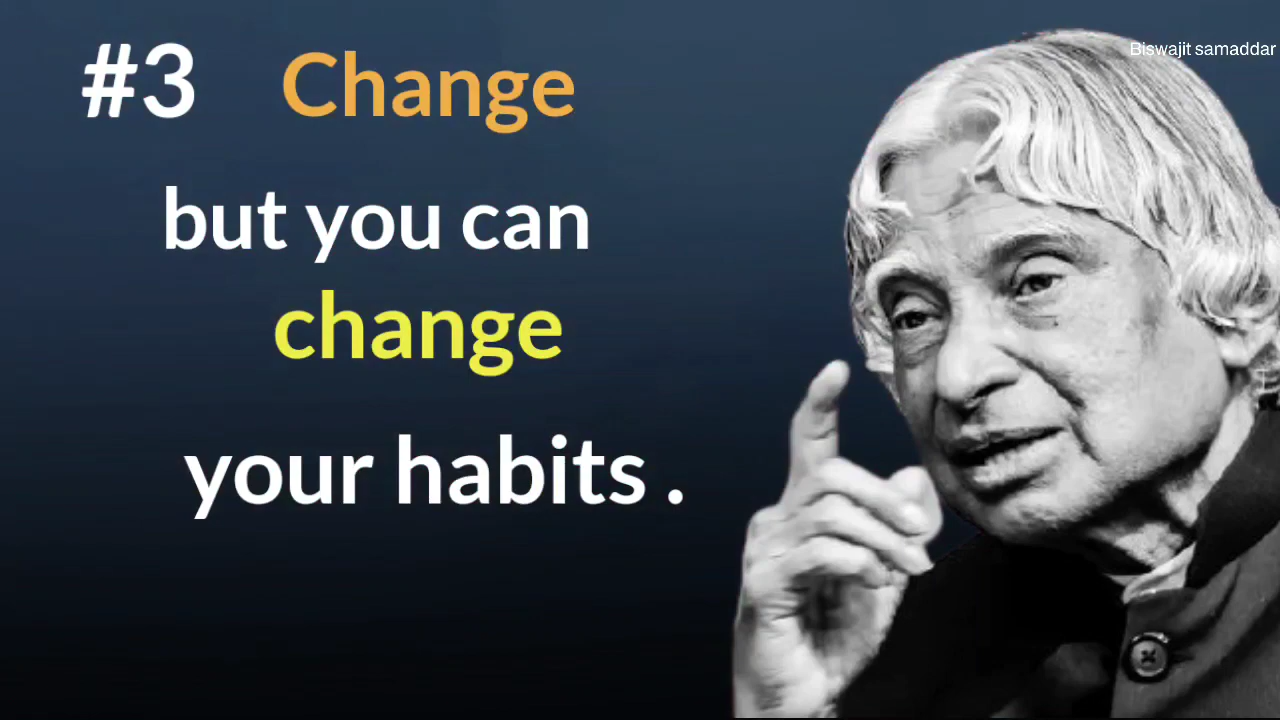 #3 Change
Biswajit samaddar
but you can
change
your habits .